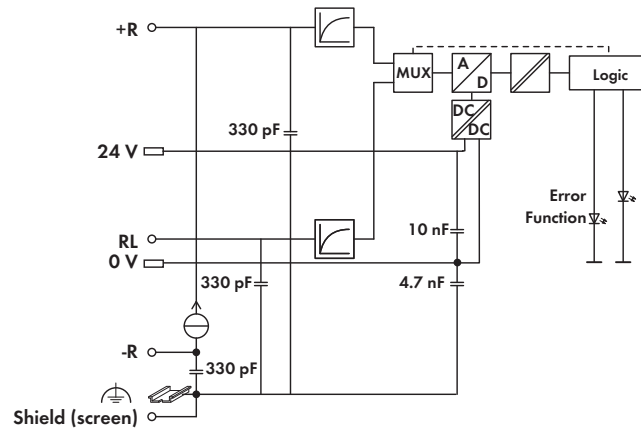 +R
MUX
A
D
Logic
DC
DC
330 pF
24 V
Error
Function
RL
10 nF
0 V
330 pF
4.7 nF
-R
330 pF
Shield (screen)